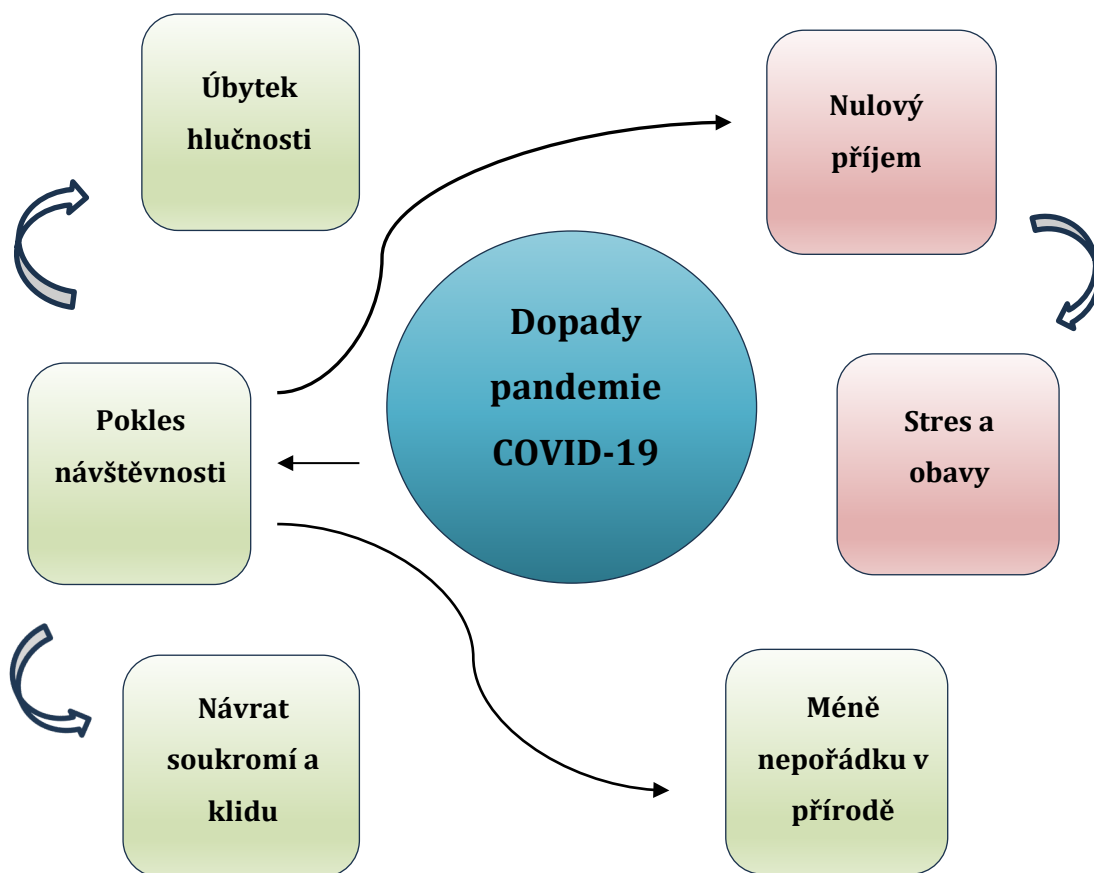 Úbytek
hlučnosti
Nulový
příjem
Dopady
pandemie
COVID-19
Pokles
návštěvnosti
Stres a
obavy
Návrat
soukromí a
klidu
Méně
nepořádku v
přírodě